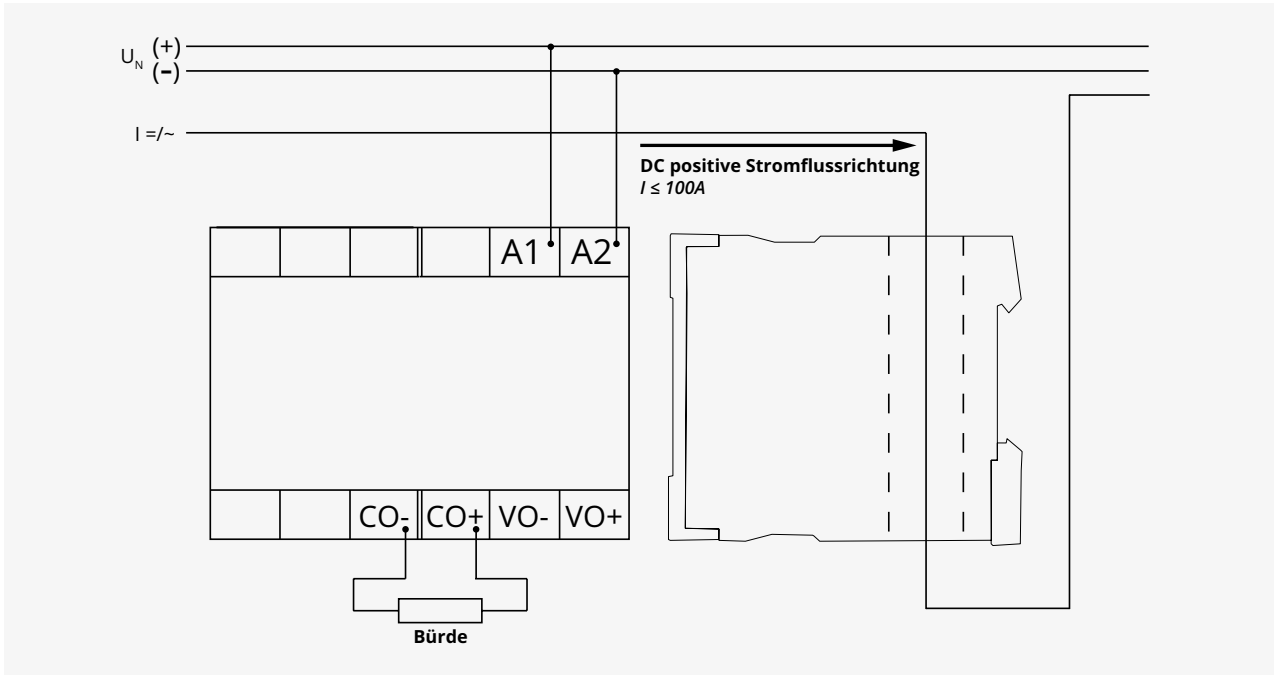 U_N (+)
(−)
I =/~
DC positive Stromflussrichtung
I ≤ 100A
A1 A2
CO- CO+ VO- VO+
Bürde